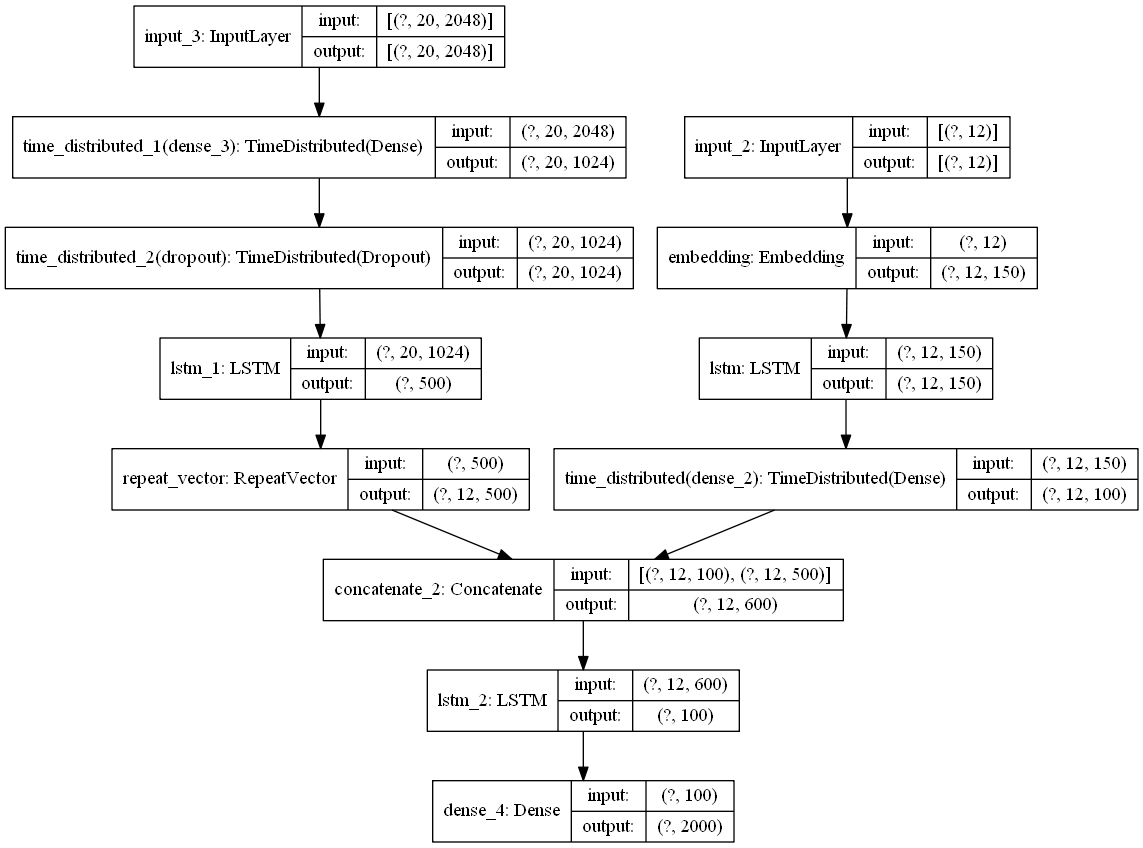 input_3: InputLayer
input: [(?, 20, 2048)]
output: [(?, 20, 2048)]
time_distributed_1(dense_3): TimeDistributed(Dense)
input: (?, 20, 2048)
output: (?, 20, 1024)
input_2: InputLayer
input: [(?, 12)]
output: [(?, 12)]
time_distributed_2(dropout): TimeDistributed(Dropout)
input: (?, 20, 1024)
output: (?, 20, 1024)
embedding: Embedding
input: (?, 12)
output: (?, 12, 150)
lstm_1: LSTM
input: (?, 20, 1024)
output: (?, 500)
lstm: LSTM
input: (?, 12, 150)
output: (?, 12, 150)
repeat_vector: RepeatVector
input: (?, 500)
output: (?, 12, 500)
time_distributed(dense_2): TimeDistributed(Dense)
input: (?, 12, 150)
output: (?, 12, 100)
concatenate_2: Concatenate
input: [(?, 12, 100), (?, 12, 500)]
output: (?, 12, 600)
lstm_2: LSTM
input: (?, 12, 600)
output: (?, 100)
dense_4: Dense
input: (?, 100)
output: (?, 2000)